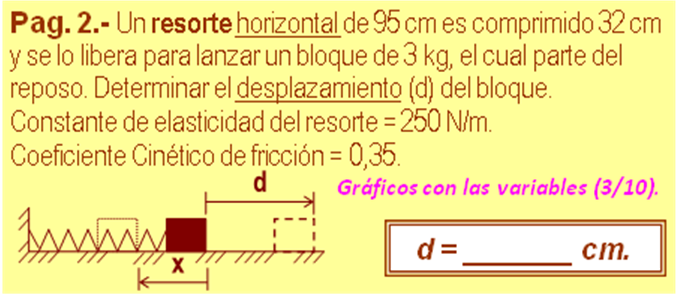 Pag. 2.- Un resorte horizontal de 95 cm es comprimido 32 cm
y se lo libera para lanzar un bloque de 3 kg, el cual parte del
reposo. Determinar el desplazamiento (d) del bloque.
Constante de elasticidad del resorte = 250 N/m.
Coeficiente Cinético de fricción = 0,35.
d
Gráficos con las variables (3/10).
x
d = _______ cm.